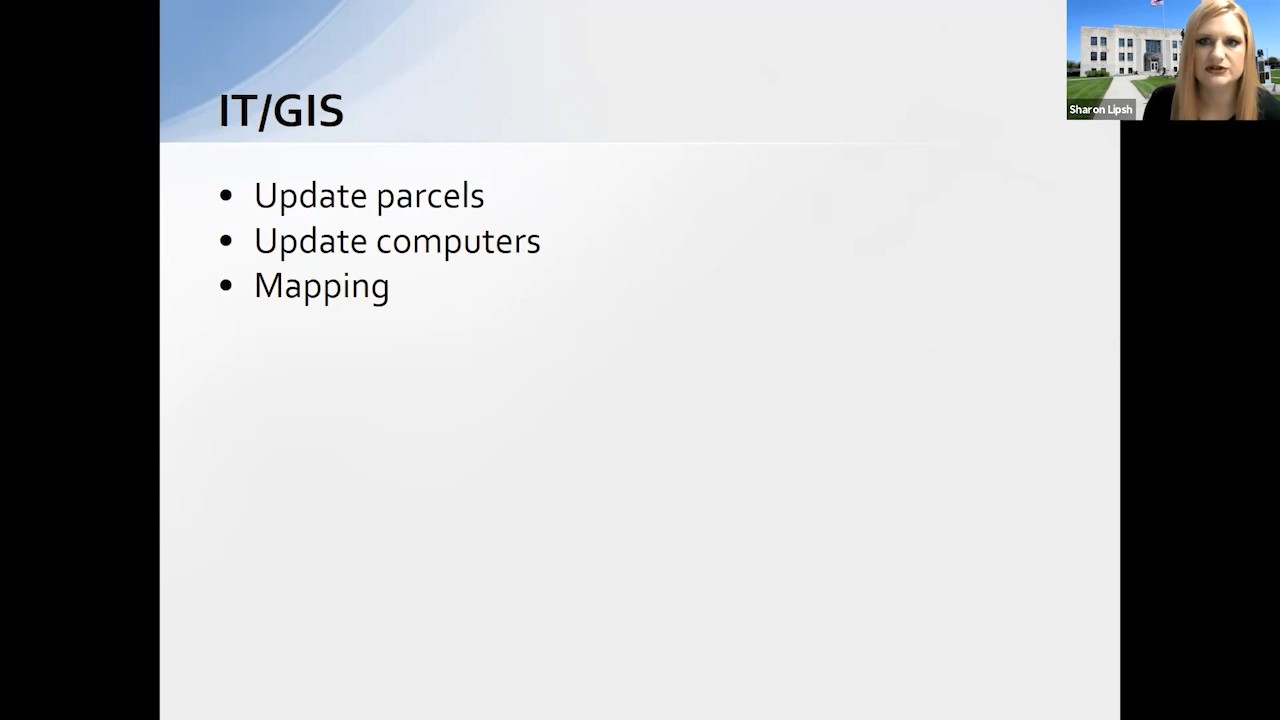 IT/GIS
• Update parcels
• Update computers
• Mapping
Sharon Lipsh